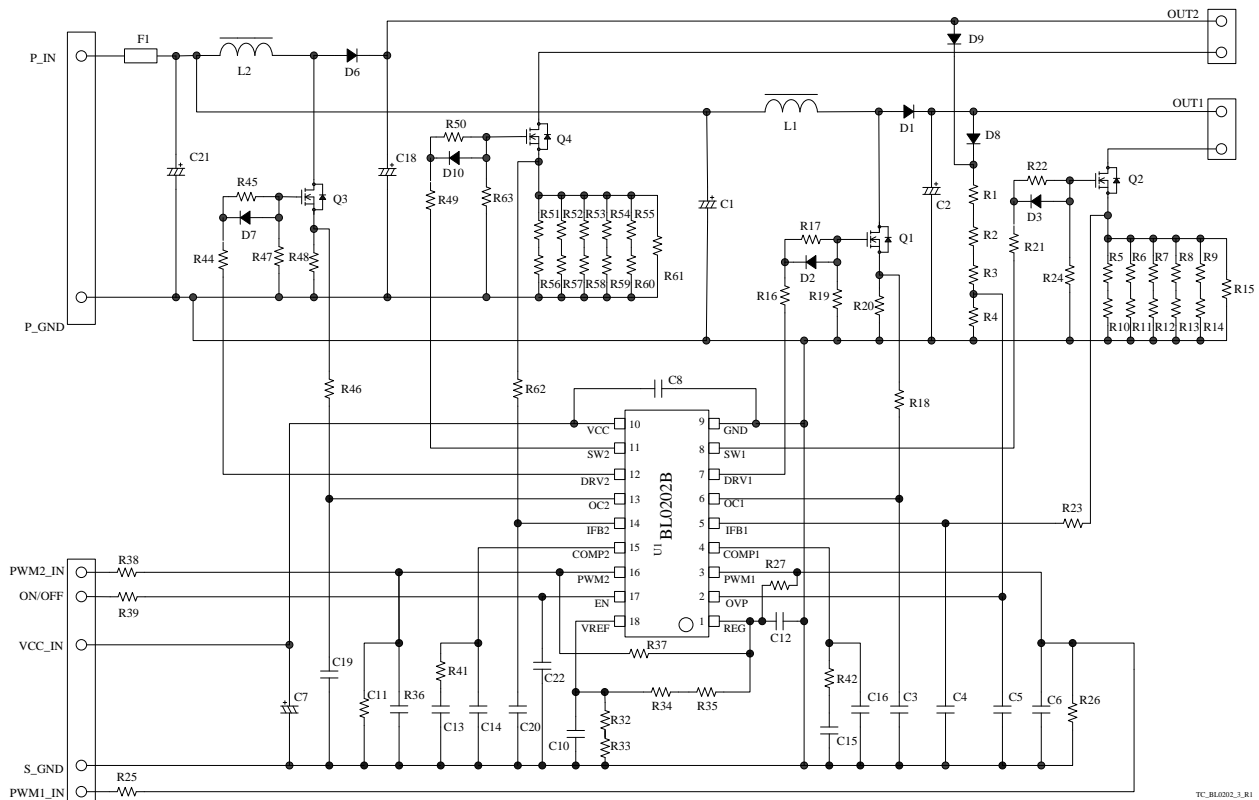 OUT2
F1
D9
P_IN
L2
D6
OUT1
R50
L1
D1
D8
Q4
C21
C18
D10
R22
Q2
R45
Q3
R49
R63
R51 R52 R53 R54 R55
C1
R17
C2
R1
D3
D7
R2
Q1
R21
R44
R47 R48
R61
D2
R5 R6 R7 R8 R9
R56 R57 R58 R59 R60
R16
R19
R20
R3
R24
R15
R4
R10 R11 R12 R13 R14
P_GND
C8
R46
R62
R18
VCC 10 9 GND
SW2 11 8 SW1
DRV2 12 7 DRV1
OC2 13 6 OC1
IFB2 14 5 IFB1
COMP2 15 4 COMP1
PWM2 16 3 PWM1
EN 17 2 OVP
VREF 18 1 REG
U1
BL0202B
R23
R38
PWM2_IN
R27
ON/OFF
R39
C12
VCC_IN
R37
C19
R41
C22
R42
C7
C11
R36
R34 R35
C16
C3
C4
C5
C6
R26
C13
C14
C20
R32
C10
R33
C15
S_GND
R25
PWM1_IN
TC_BL0202_3_R1